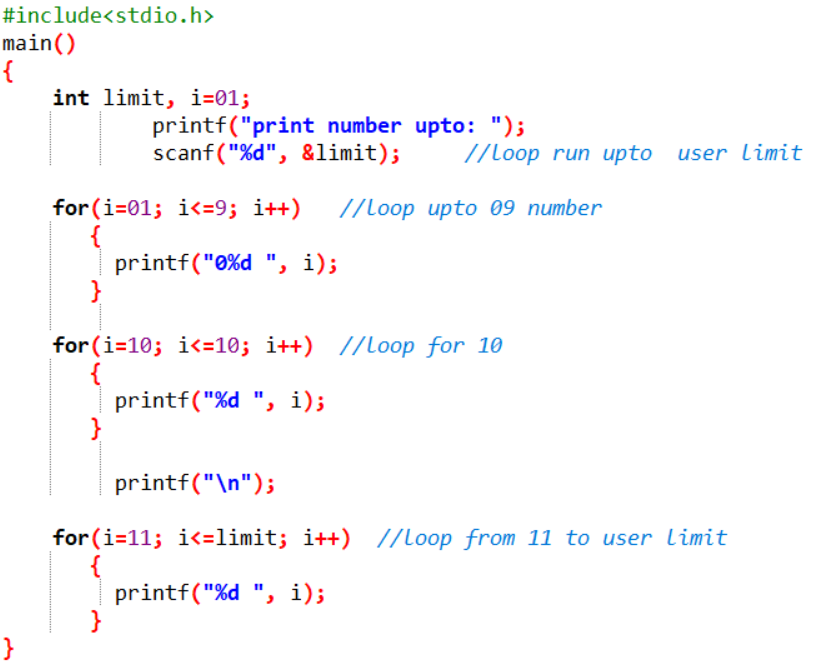 #include<stdio.h>
main()
{
int limit, i=01;
printf("print number upto: ");
scanf("%d", &limit);     //loop run upto  user limit
for(i=01; i<=9; i++)   //loop upto 09 number
{
printf("0%d ", i);
}
for(i=10; i<=10; i++)  //loop for 10
{
printf("%d ", i);
}
printf("\n");
for(i=11; i<=limit; i++)  //loop from 11 to user limit
{
printf("%d ", i);
}
}